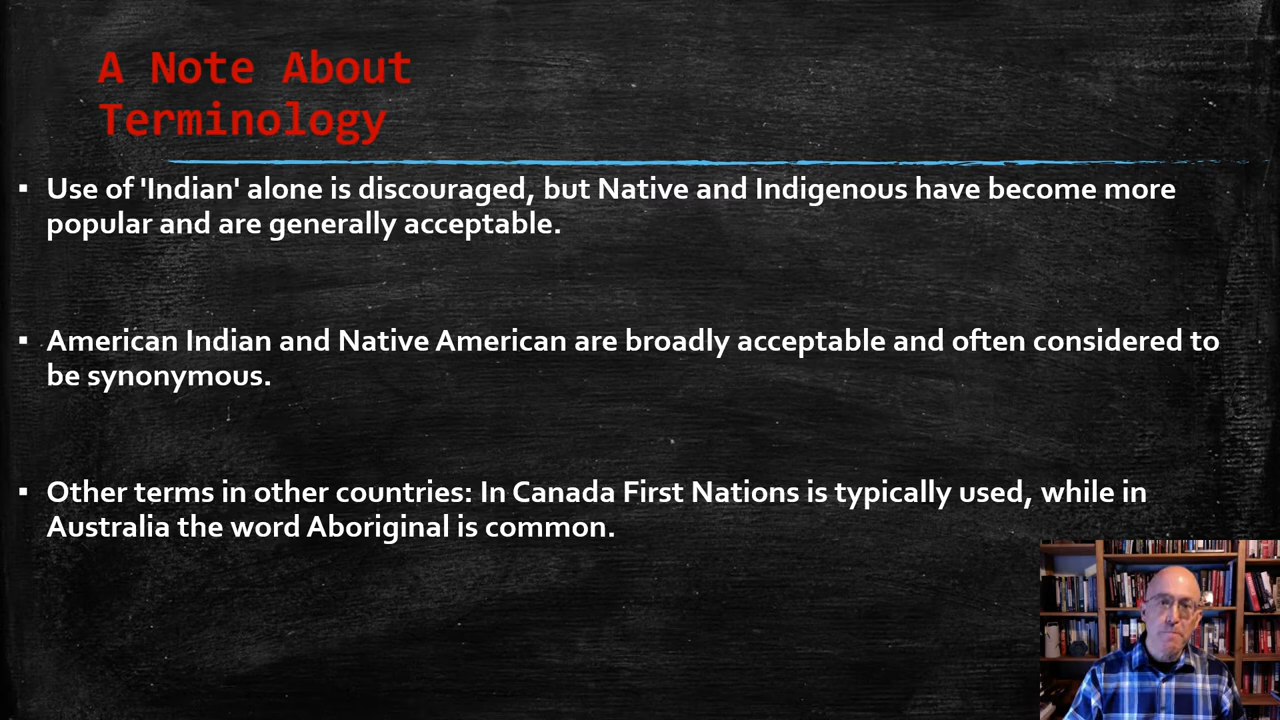 A Note About
Terminology
▪ Use of 'Indian' alone is discouraged, but Native and Indigenous have become more
popular and are generally acceptable.
▪ American Indian and Native American are broadly acceptable and often considered to
be synonymous.
▪ Other terms in other countries: In Canada First Nations is typically used, while in
Australia the word Aboriginal is common.